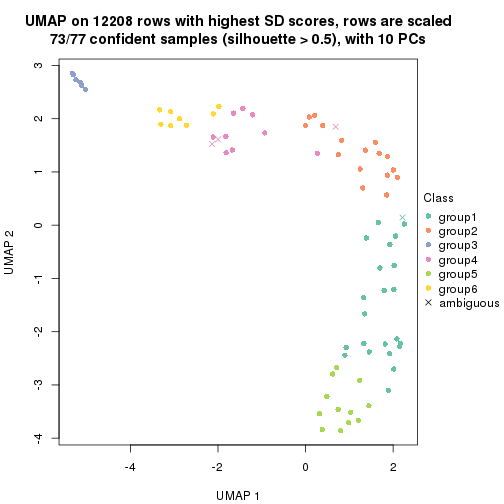 UMAP on 12208 rows with highest SD scores, rows are scaled
73/77 confident samples (silhouette > 0.5), with 10 PCs
3
2
1
0
-1
-2
-3
-4
UMAP 2
-4
-2
0
2
UMAP 1
Class
group1
group2
group3
group4
group5
group6
ambiguous